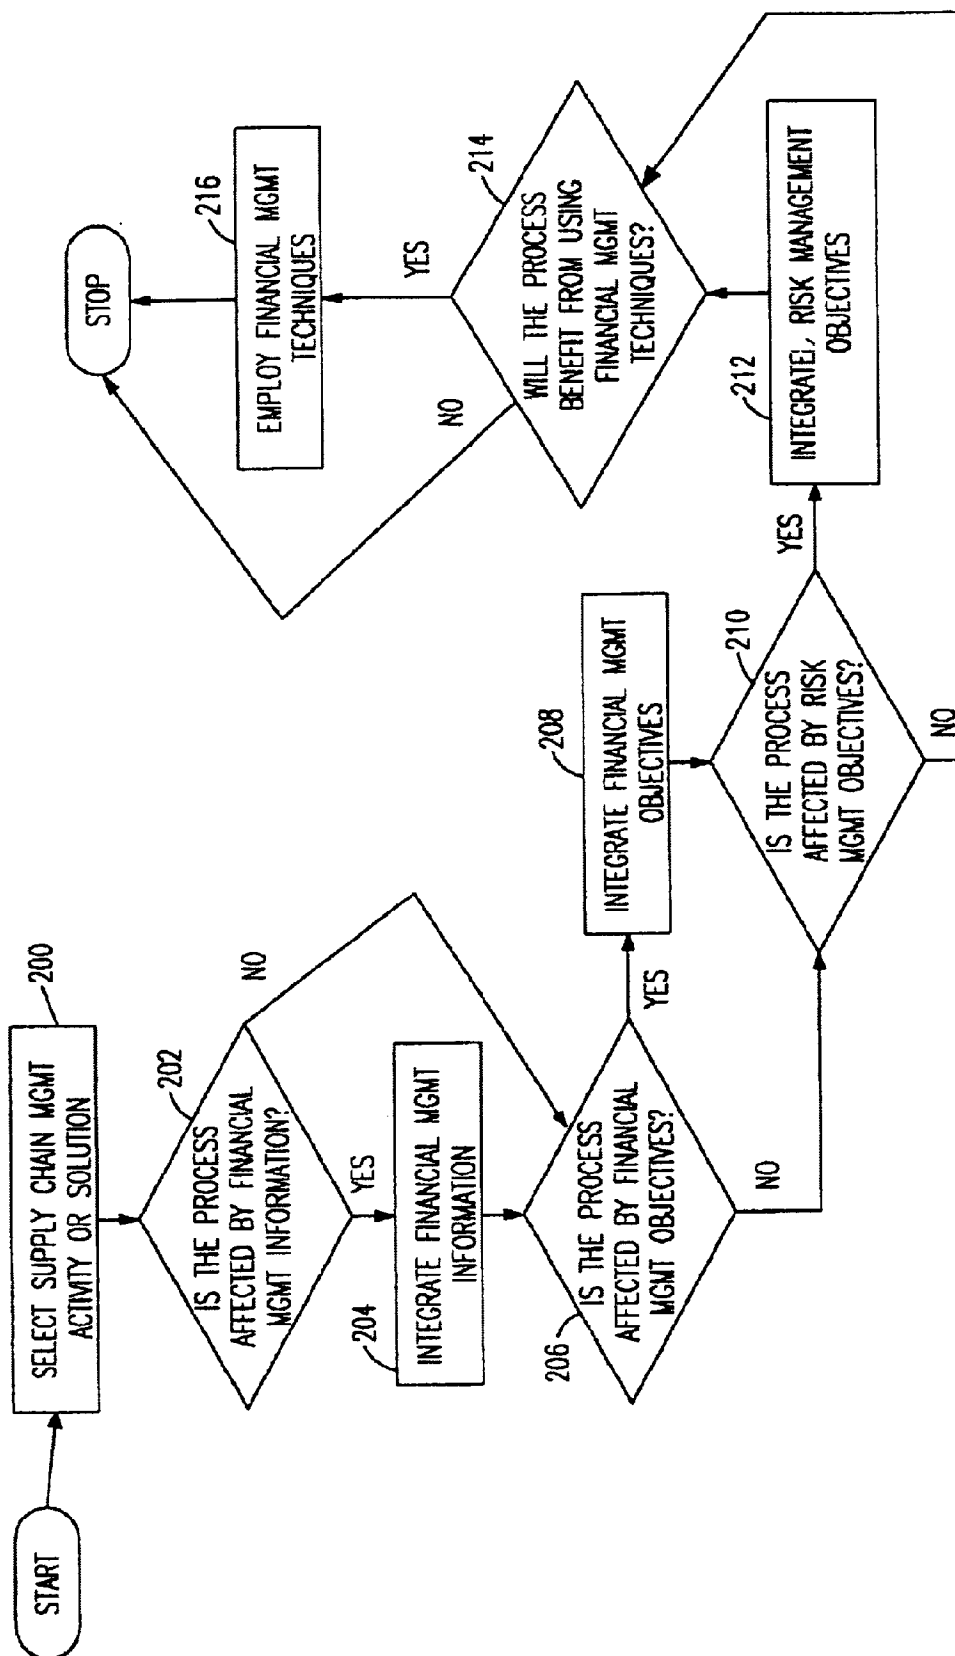 START
SELECT SUPPLY CHAIN MGMT
ACTIVITY OR SOLUTION
200
IS THE PROCESS
AFFECTED BY FINANCIAL
MGMT INFORMATION?
202
NO
YES
INTEGRATE FINANCIAL MGMT
INFORMATION
204
IS THE PROCESS
AFFECTED BY FINANCIAL
MGMT OBJECTIVES?
206
YES
NO
INTEGRATE FINANCIAL MGMT
OBJECTIVES
208
IS THE PROCESS
AFFECTED BY RISK
MGMT OBJECTIVES?
210
YES
NO
INTEGRATEI, RISK MANAGEMENT
OBJECTIVES
212
WILL THE PROCESS
BENEFIT FROM USING
FINANCIAL MGMT
TECHNIQUES?
214
NO
YES
EMPLOY FINANCIAL MGMT
TECHNIQUES
216
STOP